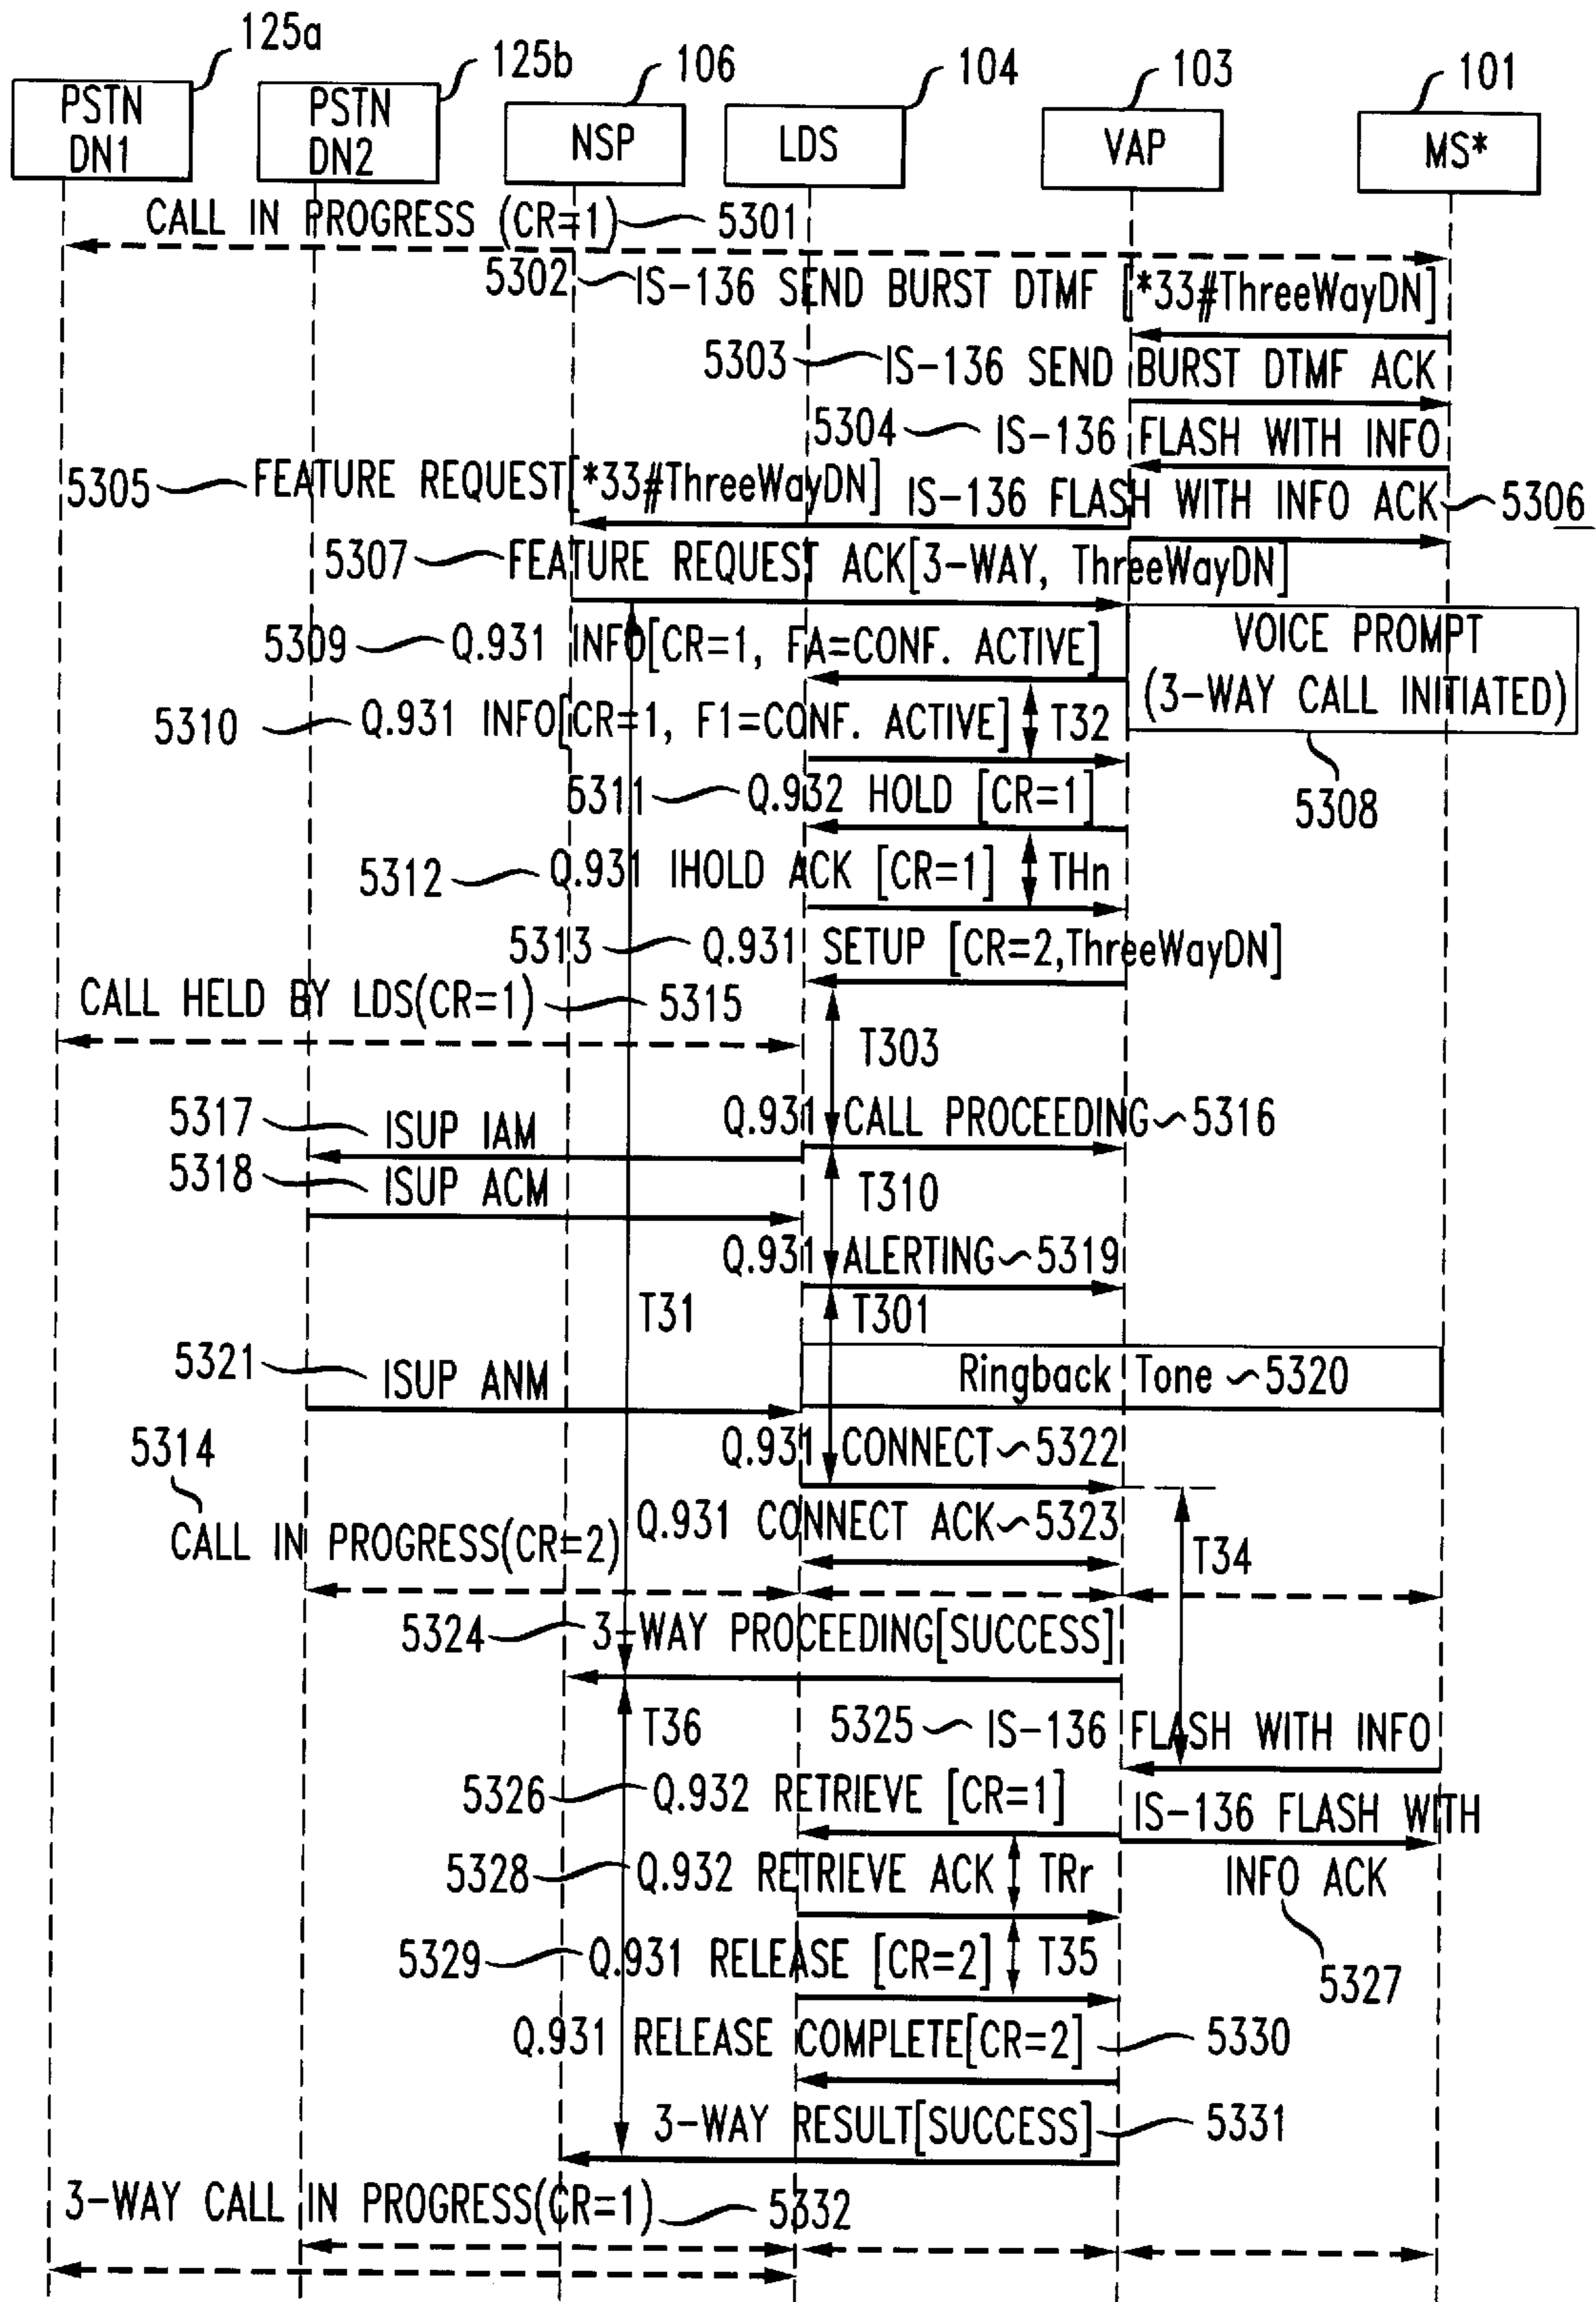 125a
125b
106
104
103
101
PSTN
DN1
PSTN
DN2
NSP
LDS
VAP
MS*
CALL IN PROGRESS (CR=1) 5301
5302 IS-136 SEND BURST DTMF [*33#ThreeWayDN]
5303 IS-136 SEND BURST DTMF ACK
5304 IS-136 FLASH WITH INFO
5305 FEATURE REQUEST[*33#ThreeWayDN]
IS-136 FLASH WITH INFO ACK 5306
5307 FEATURE REQUEST ACK[3-WAY, ThreeWayDN]
5309 Q.931 INFO[CR=1, FA=CONF. ACTIVE]
VOICE PROMPT
(3-WAY CALL INITIATED)
5310 Q.931 INFO[CR=1, F1=CONF. ACTIVE] T32
5308
5311 Q.932 HOLD [CR=1]
5312 Q.931 IHOLD ACK [CR=1] THn
5313 Q.931 SETUP [CR=2,ThreeWayDN]
CALL HELD BY LDS(CR=1) 5315
T303
5317 ISUP IAM
Q.931 CALL PROCEEDING 5316
5318 ISUP ACM
T310
Q.931 ALERTING 5319
T31
T301
5321 ISUP ANM
Ringback Tone 5320
5314
Q.931 CONNECT 5322
CALL IN PROGRESS(CR=2)
Q.931 CONNECT ACK 5323
T34
5324 3-WAY PROCEEDING[SUCCESS]
T36
5325 IS-136 FLASH WITH INFO
5326 Q.932 RETRIEVE [CR=1]
IS-136 FLASH WITH
INFO ACK
5328 Q.932 RETRIEVE ACK TRr
5327
5329 Q.931 RELEASE [CR=2] T35
Q.931 RELEASE COMPLETE[CR=2] 5330
3-WAY RESULT[SUCCESS] 5331
3-WAY CALL IN PROGRESS(CR=1) 5332